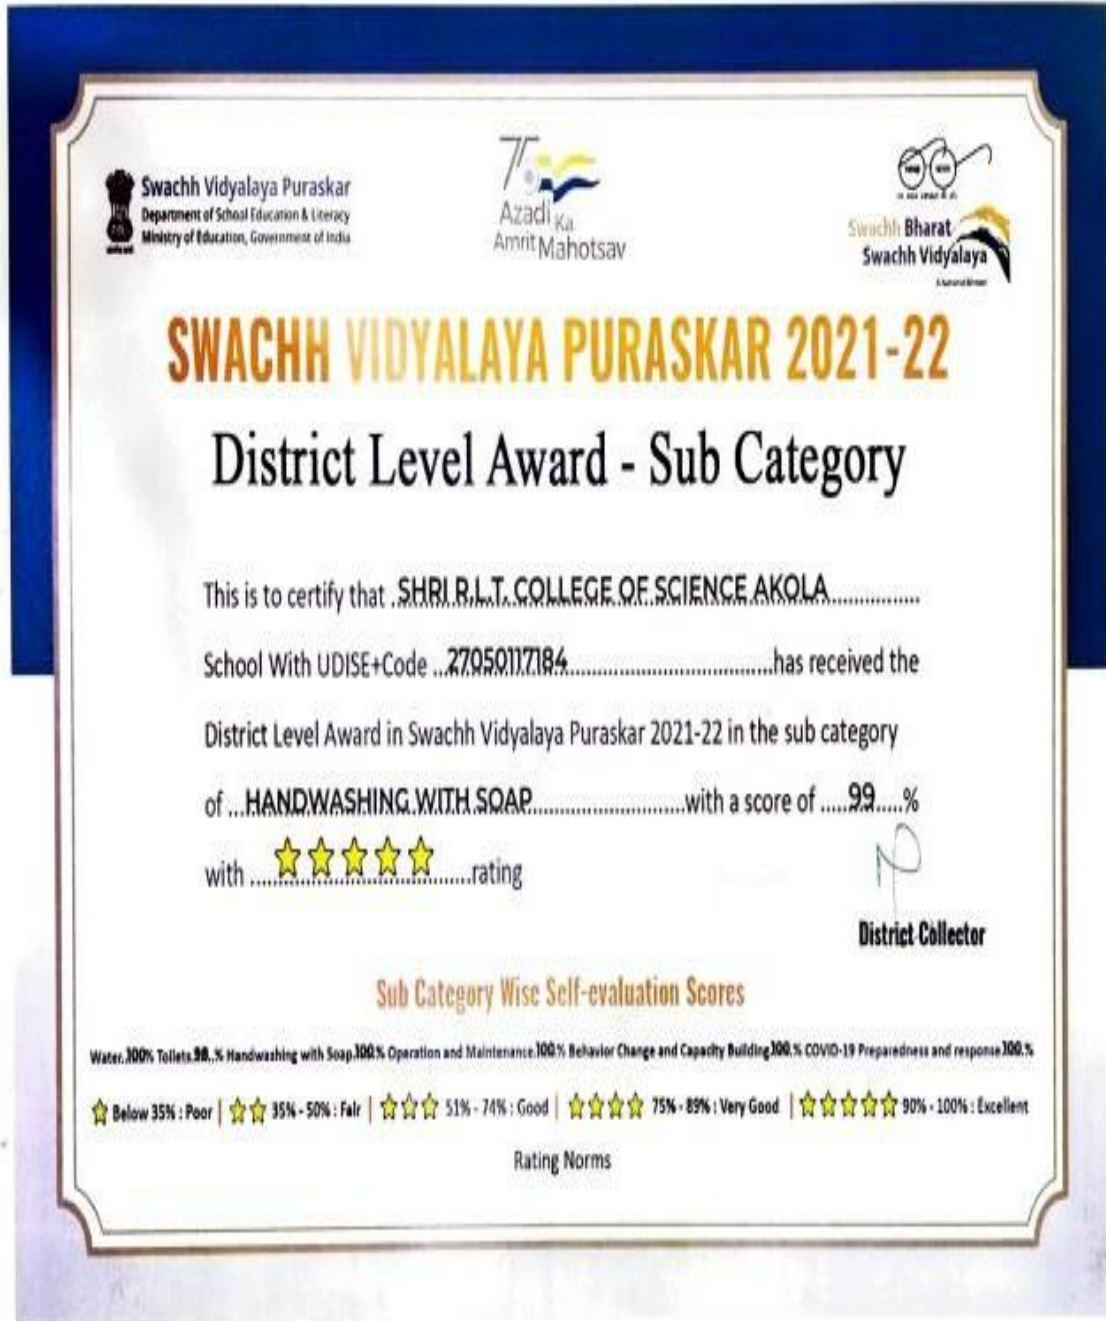 Swachh Vidyalaya Puraskar
Department of School Education & Literacy
Ministry of Education, Government of India
75
Azadi Ka
Amrit Mahotsav
Swachh Bharat
Swachh Vidyalaya
A National Mission
SWACHH VIDYALAYA PURASKAR 2021-22
District Level Award - Sub Category
This is to certify that SHRI R.L.T. COLLEGE OF SCIENCE AKOLA
School With UDISE+Code 27050117184 has received the
District Level Award in Swachh Vidyalaya Puraskar 2021-22 in the sub category
of HANDWASHING WITH SOAP with a score of 99 %
with rating
District Collector
Sub Category Wise Self-evaluation Scores
Water 100% Toilets 98 % Handwashing with Soap 100% Operation and Maintenance 100% Behavior Change and Capacity Building 100% COVID-19 Preparedness and response 100%
Below 35% : Poor | 35% - 50% : Fair | 51% - 74% : Good | 75% - 89% : Very Good | 90% - 100% : Excellent
Rating Norms